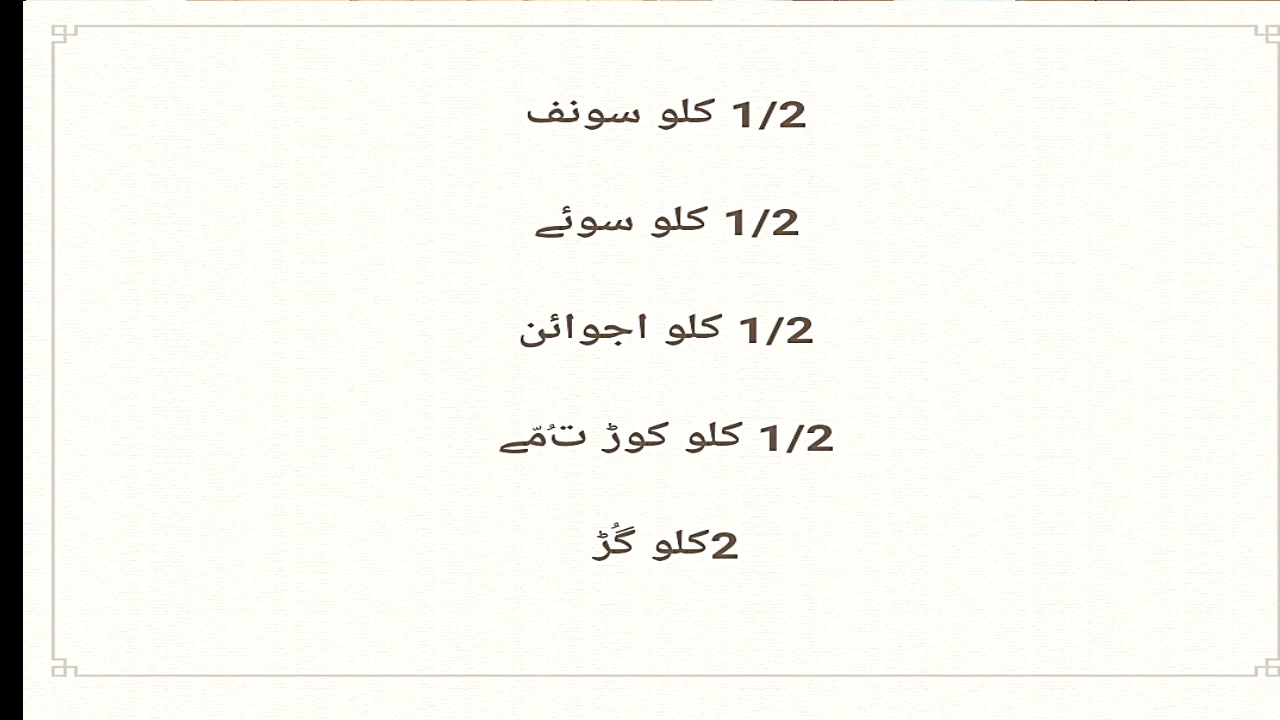 1/2 کلو سونف
1/2 کلو سوئے
1/2 کلو اجوائن
1/2 کلو کوڑ تُمّے
2کلو گُڑ